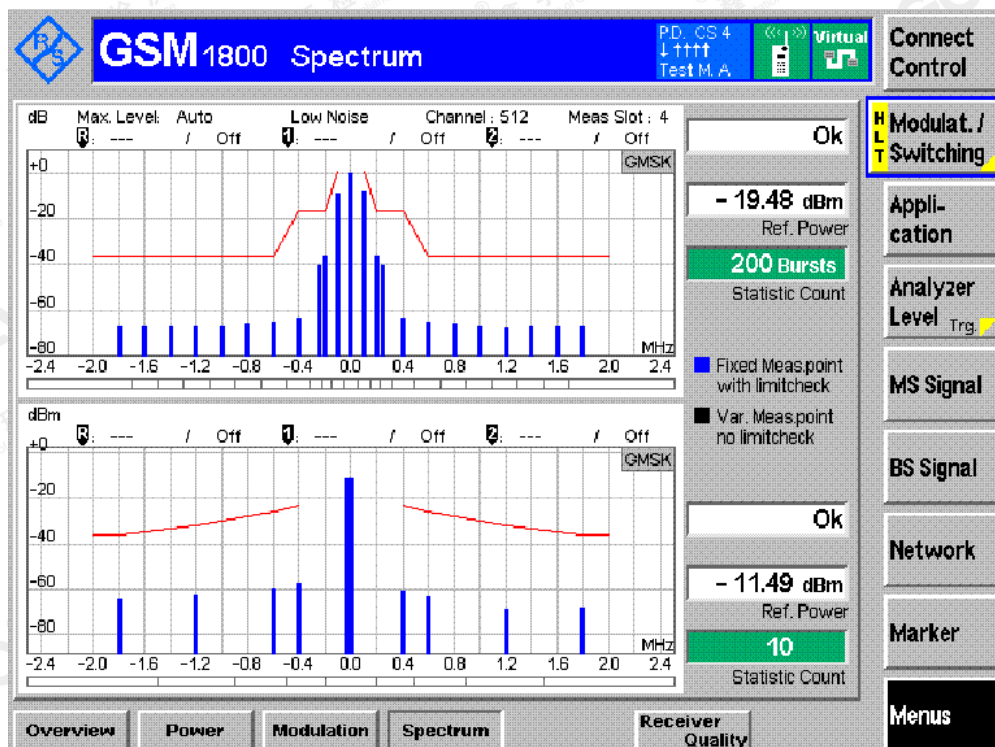 R/S
GSM 1800 Spectrum
P.D. CS 4
↓ ↑↑↑↑
Test M. A
Virtual
Connect
Control
dB Max. Level: Auto Low Noise Channel : 512 Meas Slot : 4
R: --- / Off 1: --- / Off 2: --- / Off
GMSK
+0
-20
-40
-60
-80
MHz
-2.4 -2.0 -1.6 -1.2 -0.8 -0.4 0.0 0.4 0.8 1.2 1.6 2.0 2.4
Ok
- 19.48 dBm
Ref. Power
200 Bursts
Statistic Count
Fixed Meas.point
with limitcheck
Var. Meas.point
no limitcheck
dBm
R: --- / Off 1: --- / Off 2: --- / Off
GMSK
+0
-20
-40
-60
-80
MHz
-2.4 -2.0 -1.6 -1.2 -0.8 -0.4 0.0 0.4 0.8 1.2 1.6 2.0 2.4
Ok
- 11.49 dBm
Ref. Power
10
Statistic Count
HLT
Modulat. /
Switching
Appli-
cation
Analyzer
Level Trg.
MS Signal
BS Signal
Network
Marker
Menus
Overview Power Modulation Spectrum Receiver
Quality